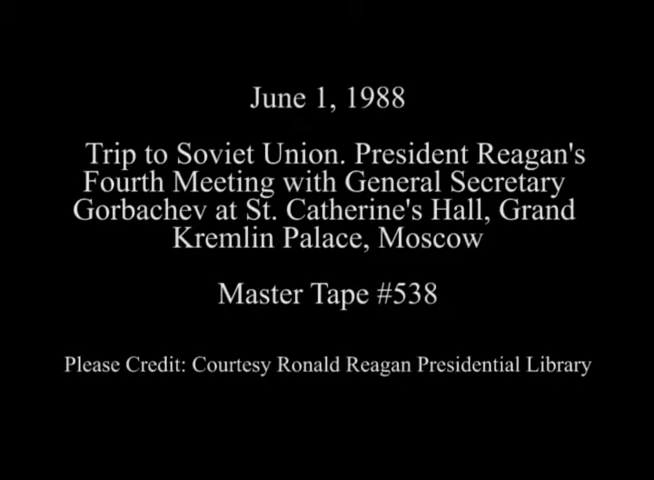 June 1, 1988
Trip to Soviet Union. President Reagan's
Fourth Meeting with General Secretary
Gorbachev at St. Catherine's Hall, Grand
Kremlin Palace, Moscow
Master Tape #538
Please Credit: Courtesy Ronald Reagan Presidential Library